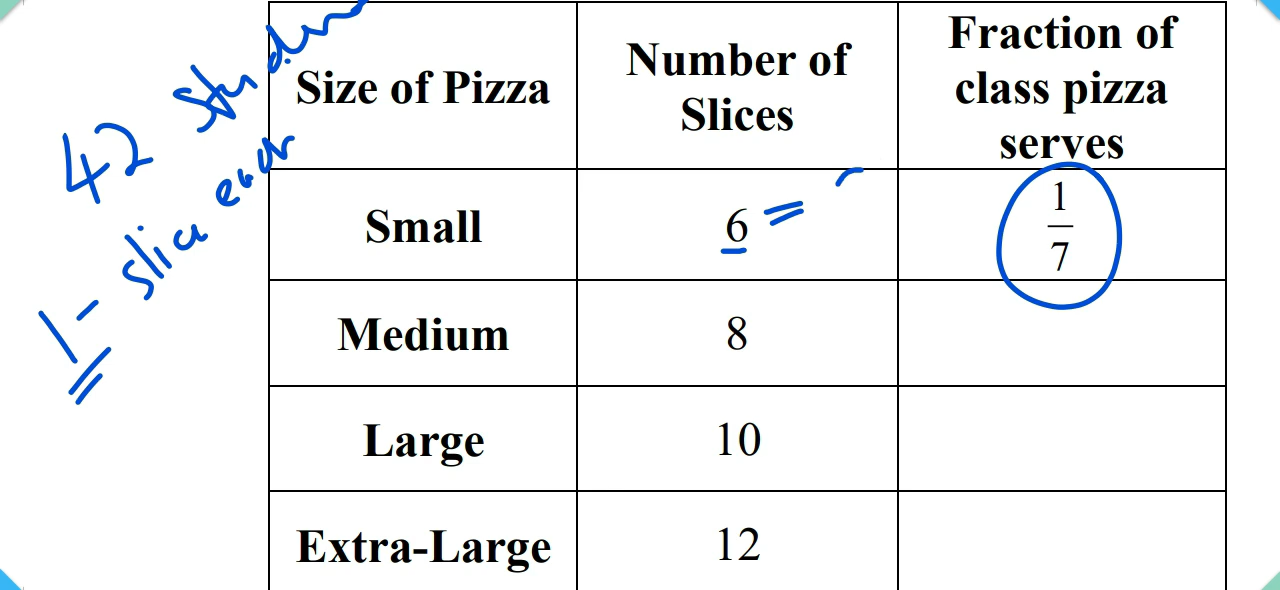 Size of Pizza
Number of
Slices
Fraction of
class pizza
serves
Small
6 =
1
7
Medium
8
Large
10
Extra-Large
12
42
1 - slice each